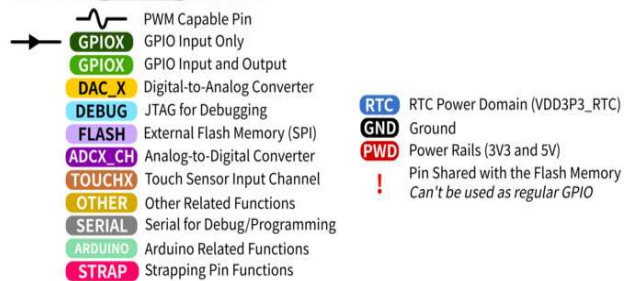 PWM Capable Pin
GPIOX GPIO Input Only
GPIOX GPIO Input and Output
DAC_X Digital-to-Analog Converter
DEBUG JTAG for Debugging
FLASH External Flash Memory (SPI)
ADCX_CH Analog-to-Digital Converter
TOUCHX Touch Sensor Input Channel
OTHER Other Related Functions
SERIAL Serial for Debug/Programming
ARDUINO Arduino Related Functions
STRAP Strapping Pin Functions
RTC RTC Power Domain (VDD3P3_RTC)
GND Ground
PWD Power Rails (3V3 and 5V)
! Pin Shared with the Flash Memory
Can't be used as regular GPIO